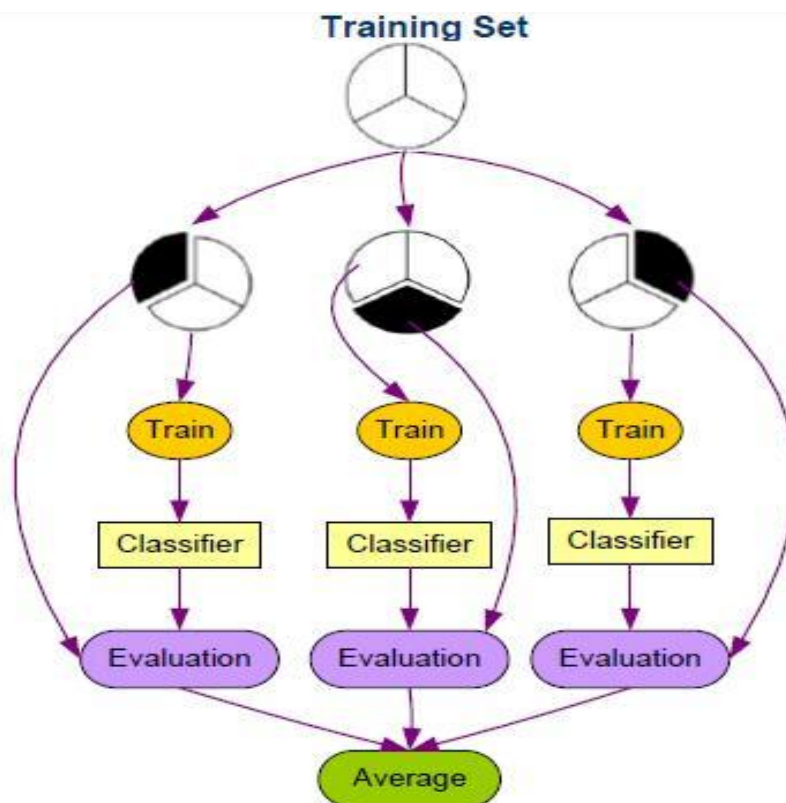 Training Set
Train
Train
Train
Classifier
Classifier
Classifier
Evaluation
Evaluation
Evaluation
Average